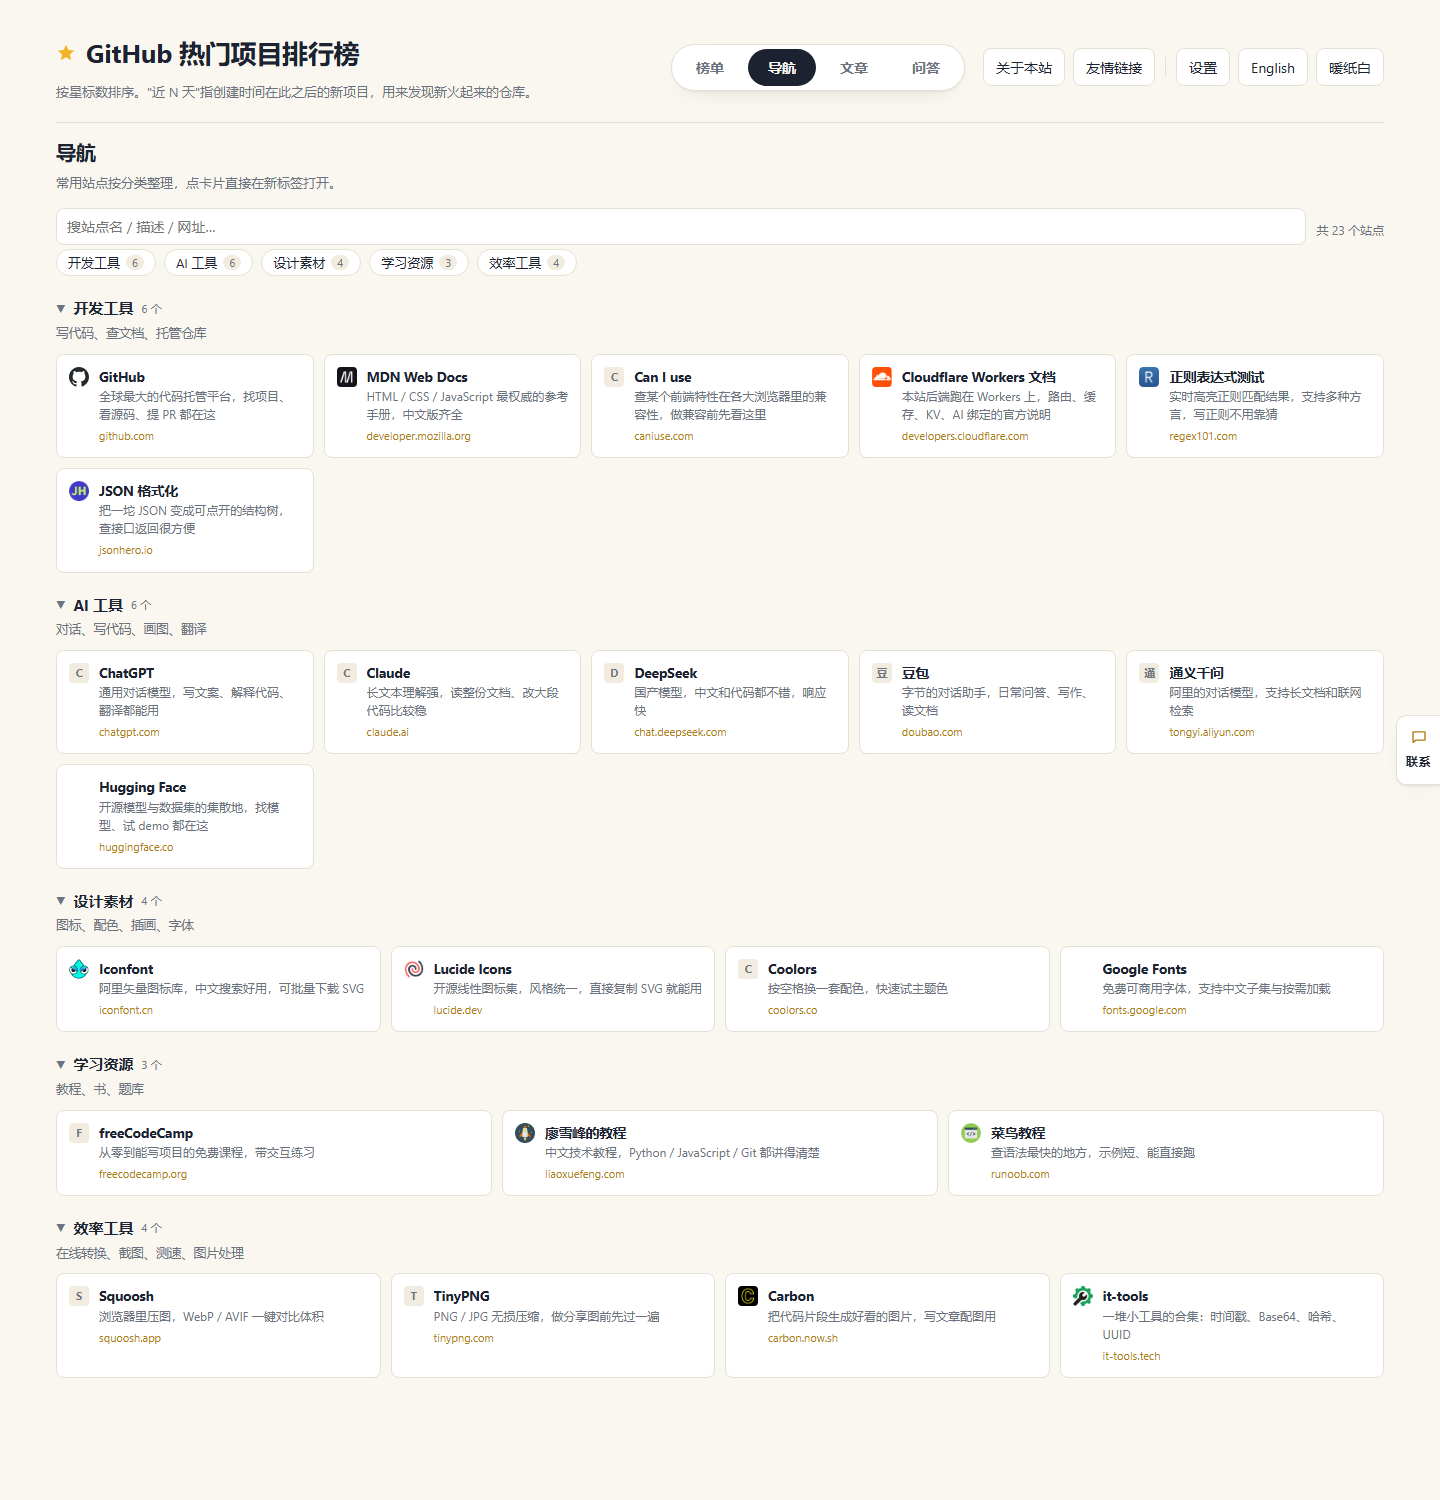 GitHub 热门项目排行榜
按星标数排序。"近 N 天"指创建时间在此之后的新项目，用来发现新火起来的仓库。
榜单 导航 文章 问答 关于本站 友情链接 设置 English 暖纸白
导航
常用站点按分类整理，点卡片直接在新标签打开。
搜站点名 / 描述 / 网址...
共 23 个站点
开发工具 6 AI 工具 6 设计素材 4 学习资源 3 效率工具 4
▼ 开发工具 6 个
写代码、查文档、托管仓库
GitHub
全球最大的代码托管平台，找项目、
看源码、提 PR 都在这
github.com
MDN Web Docs
HTML / CSS / JavaScript 最权威的参考
手册，中文版齐全
developer.mozilla.org
C Can I use
查某个前端特性在各大浏览器里的兼
容性，做兼容前先看这里
caniuse.com
Cloudflare Workers 文档
本站后端跑在 Workers 上，路由、缓
存、KV、AI 绑定的官方说明
developers.cloudflare.com
R 正则表达式测试
实时高亮正则匹配结果，支持多种方
言，写正则不用靠猜
regex101.com
JH JSON 格式化
把一坨 JSON 变成可点开的结构树，
查接口返回很方便
jsonhero.io
▼ AI 工具 6 个
对话、写代码、画图、翻译
C ChatGPT
通用对话模型，写文案、解释代码、
翻译都能用
chatgpt.com
C Claude
长文本理解强，读整份文档、改大段
代码比较稳
claude.ai
D DeepSeek
国产模型，中文和代码都不错，响应
快
chat.deepseek.com
豆 豆包
字节的对话助手，日常问答、写作、
读文档
doubao.com
通 通义千问
阿里的对话模型，支持长文档和联网
检索
tongyi.aliyun.com
Hugging Face
开源模型与数据集的集散地，找模
型、试 demo 都在这
huggingface.co
联系
▼ 设计素材 4 个
图标、配色、插画、字体
Iconfont
阿里矢量图标库，中文搜索好用，可批量下载 SVG
iconfont.cn
Lucide Icons
开源线性图标集，风格统一，直接复制 SVG 就能用
lucide.dev
C Coolors
按空格换一套配色，快速试主题色
coolors.co
Google Fonts
免费可商用字体，支持中文子集与按需加载
fonts.google.com
▼ 学习资源 3 个
教程、书、题库
F freeCodeCamp
从零到能写项目的免费课程，带交互练习
freecodecamp.org
廖雪峰的教程
中文技术教程，Python / JavaScript / Git 都讲得清楚
liaoxuefeng.com
菜鸟教程
查语法最快的地方，示例短、能直接跑
runoob.com
▼ 效率工具 4 个
在线转换、截图、测速、图片处理
S Squoosh
浏览器里压图，WebP / AVIF 一键对比体积
squoosh.app
T TinyPNG
PNG / JPG 无损压缩，做分享图前先过一遍
tinypng.com
C Carbon
把代码片段生成好看的图片，写文章配图用
carbon.now.sh
it-tools
一堆小工具的合集：时间戳、Base64、哈希、
UUID
it-tools.tech